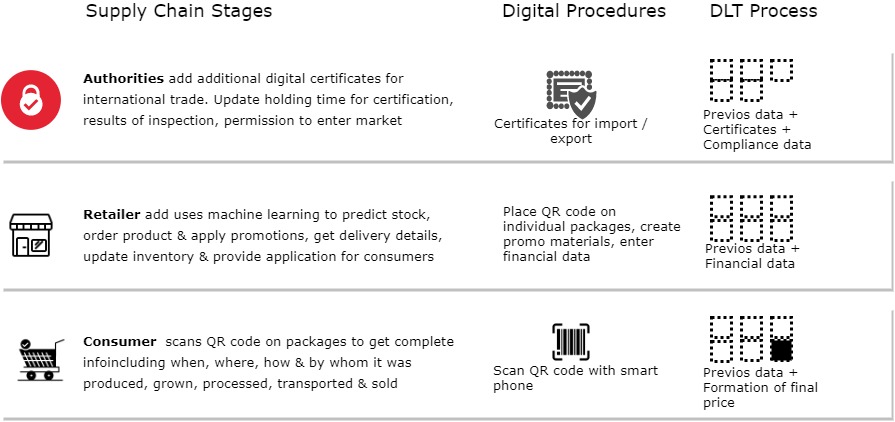 Supply Chain Stages
Digital Procedures
DLT Process
Authorities add additional digital certificates for
international trade. Update holding time for certification,
results of inspection, permission to enter market
Certificates for import /
export
Previos data +
Certificates +
Compliance data
Retailer add uses machine learning to predict stock,
order product & apply promotions, get delivery details,
update inventory & provide application for consumers
Place QR code on
individual packages, create
promo materials, enter
financial data
Previos data +
Financial data
Consumer scans QR code on packages to get complete
infoincluding when, where, how & by whom it was
produced, grown, processed, transported & sold
Scan QR code with smart
phone
Previos data +
Formation of final
price